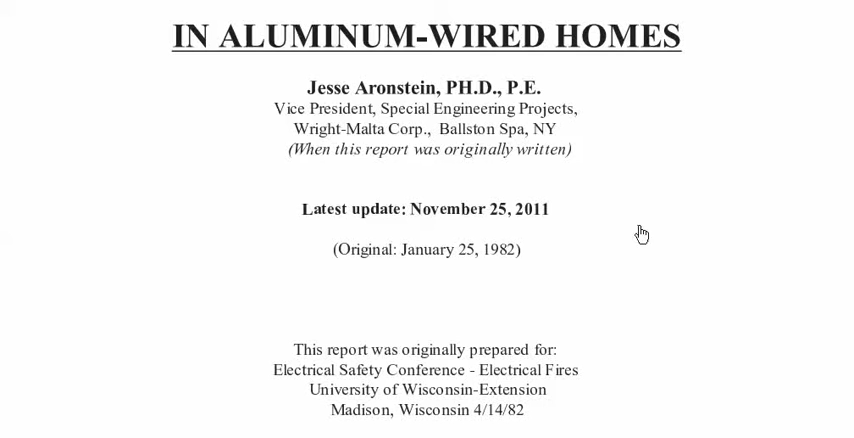 IN ALUMINUM-WIRED HOMES
Jesse Aronstein, PH.D., P.E.
Vice President, Special Engineering Projects,
Wright-Malta Corp., Ballston Spa, NY
(When this report was originally written)
Latest update: November 25, 2011
(Original: January 25, 1982)
This report was originally prepared for:
Electrical Safety Conference - Electrical Fires
University of Wisconsin-Extension
Madison, Wisconsin 4/14/82